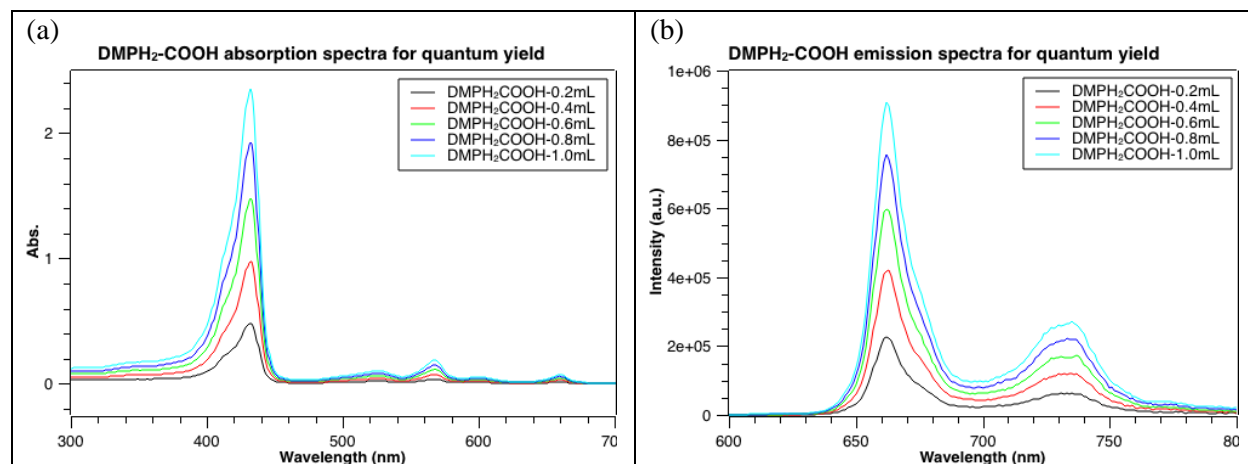 (a)
DMPH₂-COOH absorption spectra for quantum yield
DMPH₂COOH-0.2mL
DMPH₂COOH-0.4mL
DMPH₂COOH-0.6mL
DMPH₂COOH-0.8mL
DMPH₂COOH-1.0mL
Abs.
2
1
0
300 400 500 600 70
Wavelength (nm)
(b)
DMPH₂-COOH emission spectra for quantum yield
DMPH₂COOH-0.2mL
DMPH₂COOH-0.4mL
DMPH₂COOH-0.6mL
DMPH₂COOH-0.8mL
DMPH₂COOH-1.0mL
Intensity (a.u.)
1e+06
8e+05
6e+05
4e+05
2e+05
0
600 650 700 750 80
Wavelength (nm)